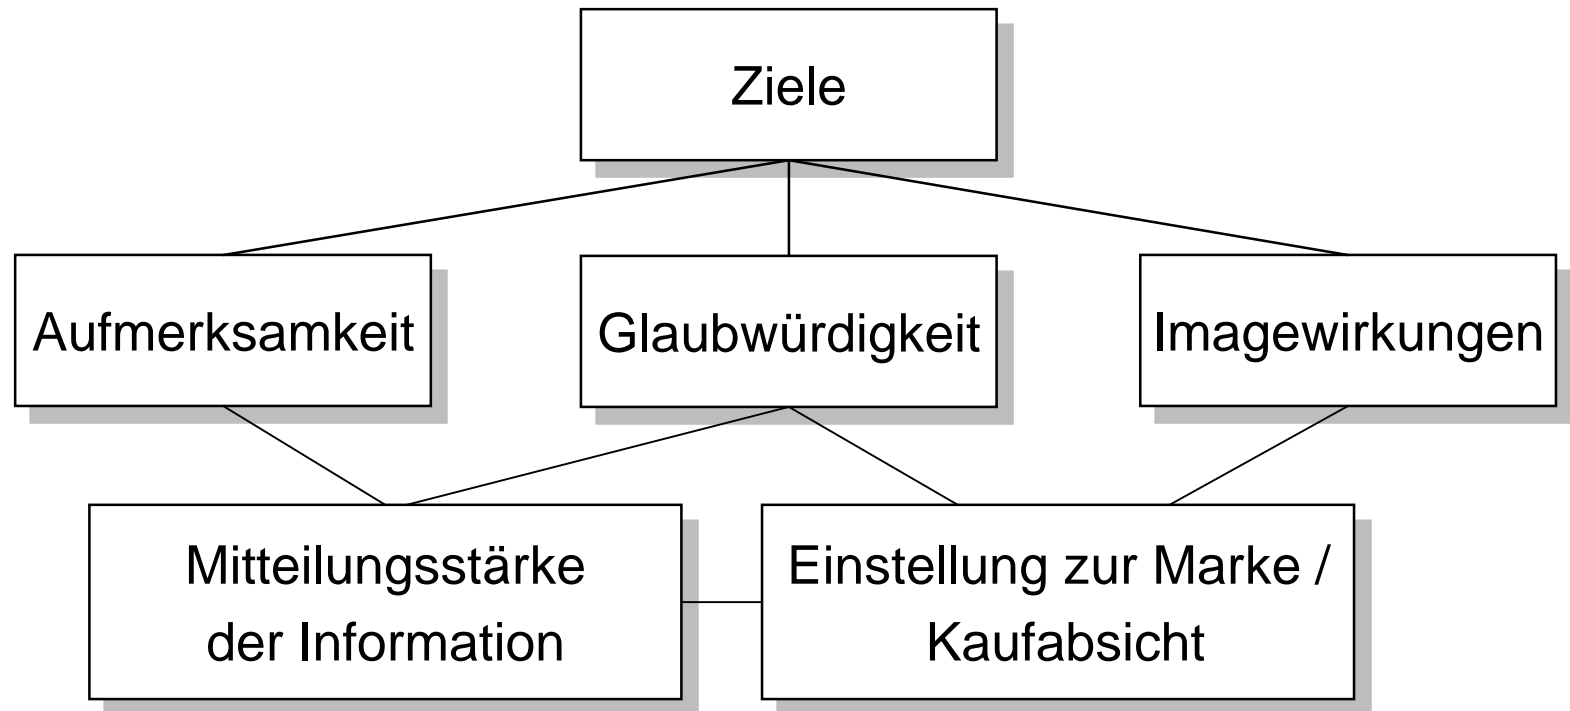 Ziele
Aufmerksamkeit
Glaubwürdigkeit
Imagewirkungen
Mitteilungsstärke
der Information
Einstellung zur Marke /
Kaufabsicht